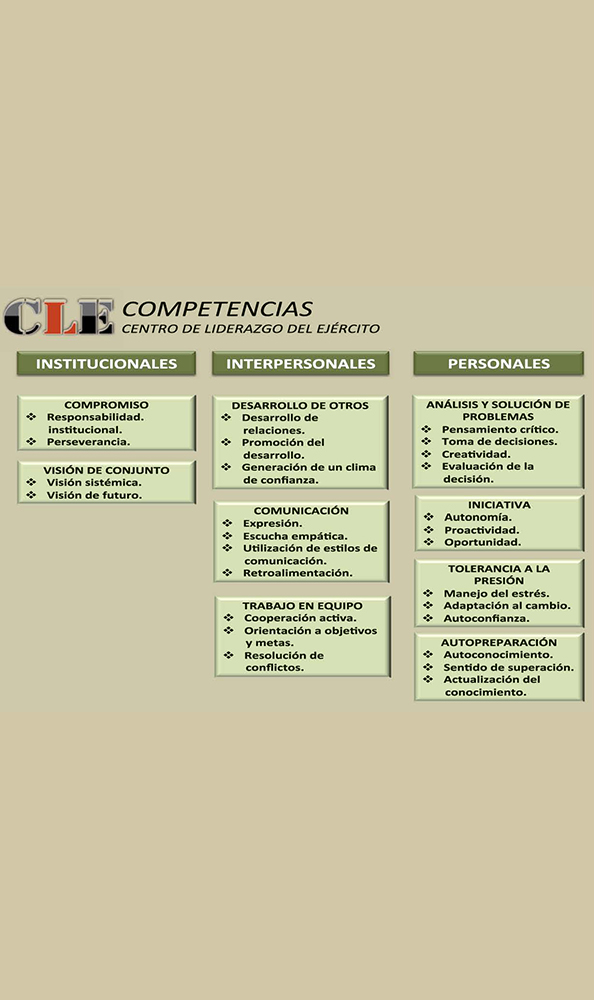 CLE
COMPETENCIAS
CENTRO DE LIDERAZGO DEL EJÉRCITO
INSTITUCIONALES
COMPROMISO
❖ Responsabilidad.
institucional.
❖ Perseverancia.
VISIÓN DE CONJUNTO
❖ Visión sistémica.
❖ Visión de futuro.
INTERPERSONALES
DESARROLLO DE OTROS
❖ Desarrollo de
relaciones.
❖ Promoción del
desarrollo.
❖ Generación de un clima
de confianza.
COMUNICACIÓN
❖ Expresión.
❖ Escucha empática.
❖ Utilización de estilos de
comunicación.
❖ Retroalimentación.
TRABAJO EN EQUIPO
❖ Cooperación activa.
❖ Orientación a objetivos
y metas.
❖ Resolución de
conflictos.
PERSONALES
ANÁLISIS Y SOLUCIÓN DE
PROBLEMAS
❖ Pensamiento crítico.
❖ Toma de decisiones.
❖ Creatividad.
❖ Evaluación de la
decisión.
INICIATIVA
❖ Autonomía.
❖ Proactividad.
❖ Oportunidad.
TOLERANCIA A LA
PRESIÓN
❖ Manejo del estrés.
❖ Adaptación al cambio.
❖ Autoconfianza.
AUTOPREPARACIÓN
❖ Autoconocimiento.
❖ Sentido de superación.
❖ Actualización del
conocimiento.